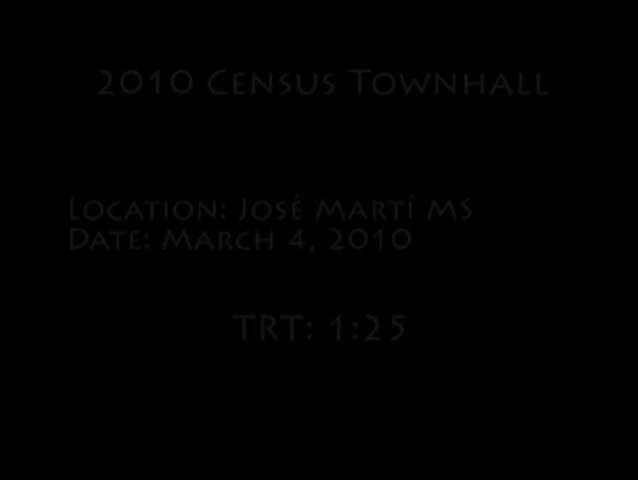 2010 Census Townhall
Location: José Martí MS
Date: March 4, 2010
TRT: 1:25